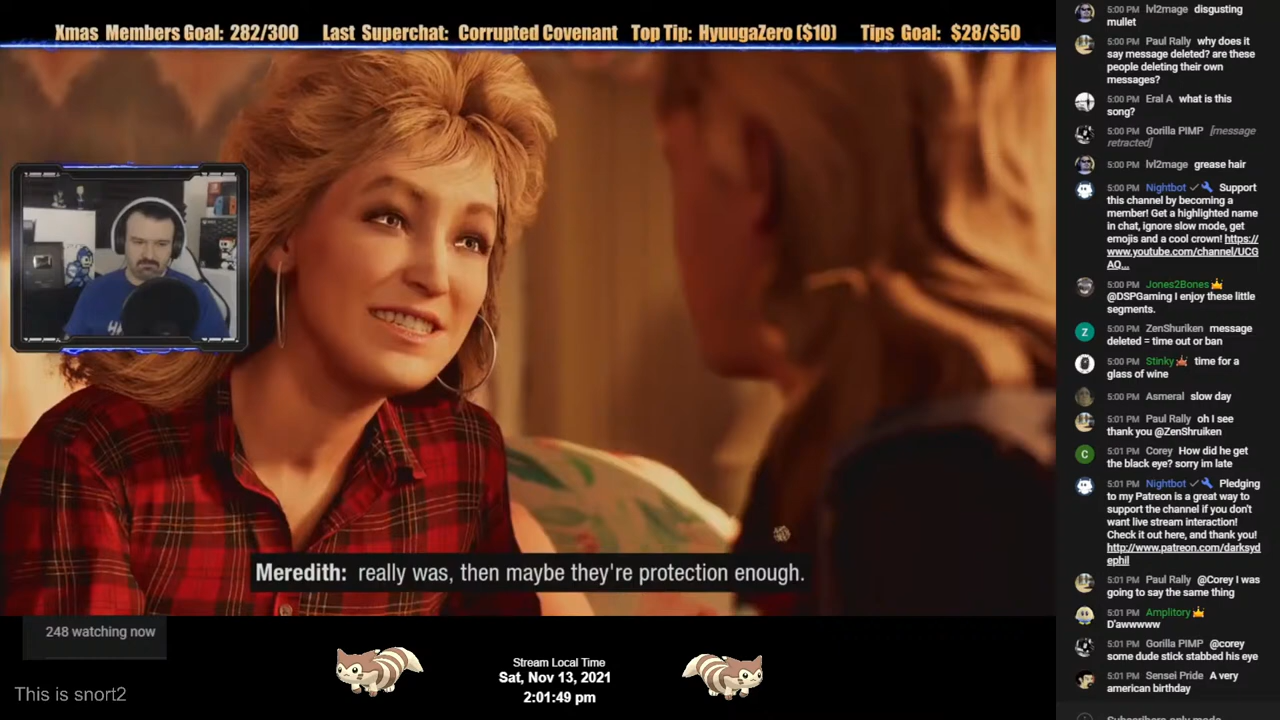 Xmas Members Goal: 282/300 Last Superchat: Corrupted Covenant Top Tip: HyuugaZero ($10) Tips Goal: $28/$50
Meredith: really was, then maybe they're protection enough.
248 watching now
This is snort2
Stream Local Time
Sat, Nov 13, 2021
2:01:49 pm
5:00 PM lvl2mage disgusting
mullet
5:00 PM Paul Rally why does it
say message deleted? are these
people deleting their own
messages?
5:00 PM Eral A what is this
song?
5:00 PM Gorilla PIMP [message
retracted]
5:00 PM lvl2mage grease hair
5:00 PM Nightbot Support
this channel by becoming a
member! Get a highlighted name
in chat, ignore slow mode, get
emojis and a cool crown! https://
www.youtube.com/channel/UCG
AQ...
5:00 PM Jones2Bones
@DSPGaming I enjoy these little
segments.
5:00 PM ZenShuriken message
deleted = time out or ban
5:00 PM Stinky time for a
glass of wine
5:00 PM Asmeral slow day
5:01 PM Paul Rally oh I see
thank you @ZenShruiken
5:01 PM Corey How did he get
the black eye? sorry im late
5:01 PM Nightbot Pledging
to my Patreon is a great way to
support the channel if you don't
want live stream interaction!
Check it out here, and thank you!
http://www.patreon.com/darksyd
ephil
5:01 PM Paul Rally @Corey I was
going to say the same thing
5:01 PM Amplitory
D'awwwww
5:01 PM Gorilla PIMP @corey
some dude stick stabbed his eye
5:01 PM Sensei Pride A very
american birthday